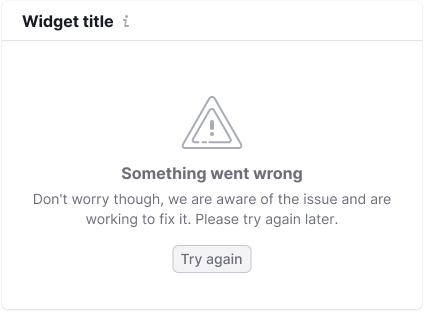 Widget title i
Something went wrong
Don't worry though, we are aware of the issue and are
working to fix it. Please try again later.
Try again